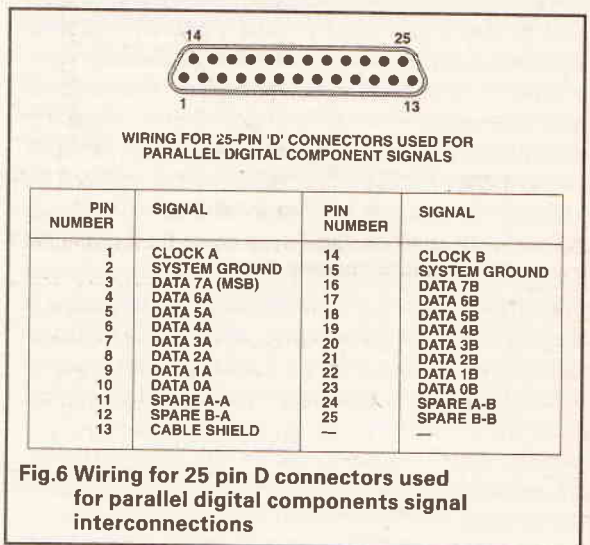 14 25
1 13
WIRING FOR 25-PIN 'D' CONNECTORS USED FOR
PARALLEL DIGITAL COMPONENT SIGNALS
PIN NUMBER SIGNAL PIN NUMBER SIGNAL
1 CLOCK A 14 CLOCK B
2 SYSTEM GROUND 15 SYSTEM GROUND
3 DATA 7A (MSB) 16 DATA 7B
4 DATA 6A 17 DATA 6B
5 DATA 5A 18 DATA 5B
6 DATA 4A 19 DATA 4B
7 DATA 3A 20 DATA 3B
8 DATA 2A 21 DATA 2B
9 DATA 1A 22 DATA 1B
10 DATA 0A 23 DATA 0B
11 SPARE A-A 24 SPARE A-B
12 SPARE B-A 25 SPARE B-B
13 CABLE SHIELD — —
Fig.6 Wiring for 25 pin D connectors used
for parallel digital components signal
interconnections